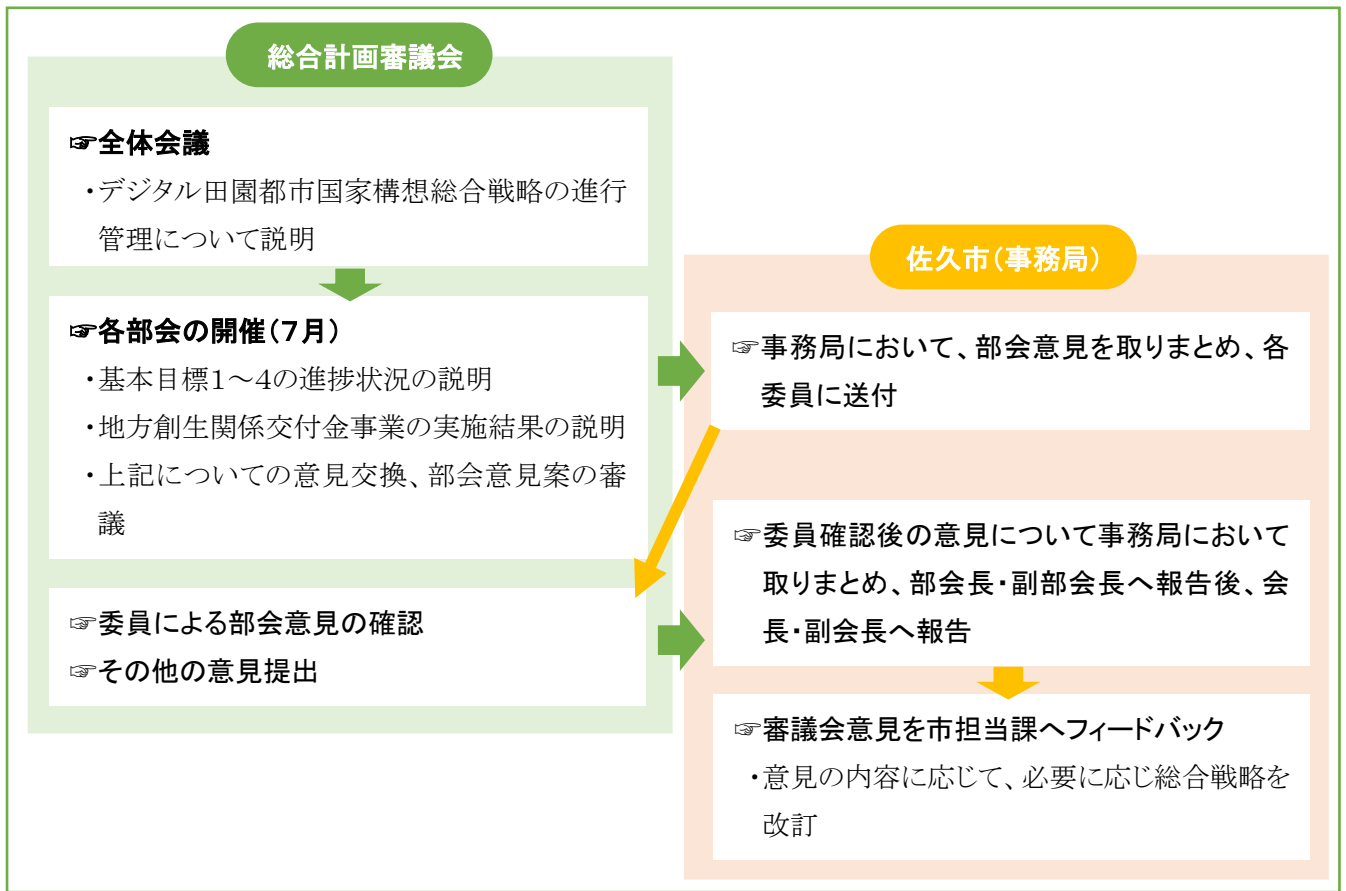 総合計画審議会
☞全体会議
・デジタル田園都市国家構想総合戦略の進行
管理について説明
☞各部会の開催(7月)
・基本目標1~4の進捗状況の説明
・地方創生関係交付金事業の実施結果の説明
・上記についての意見交換、部会意見案の審
議
☞委員による部会意見の確認
☞その他の意見提出
佐久市(事務局)
☞事務局において、部会意見を取りまとめ、各
委員に送付
☞委員確認後の意見について事務局において
取りまとめ、部会長・副部会長へ報告後、会
長・副会長へ報告
☞審議会意見を市担当課へフィードバック
・意見の内容に応じて、必要に応じ総合戦略を
改訂